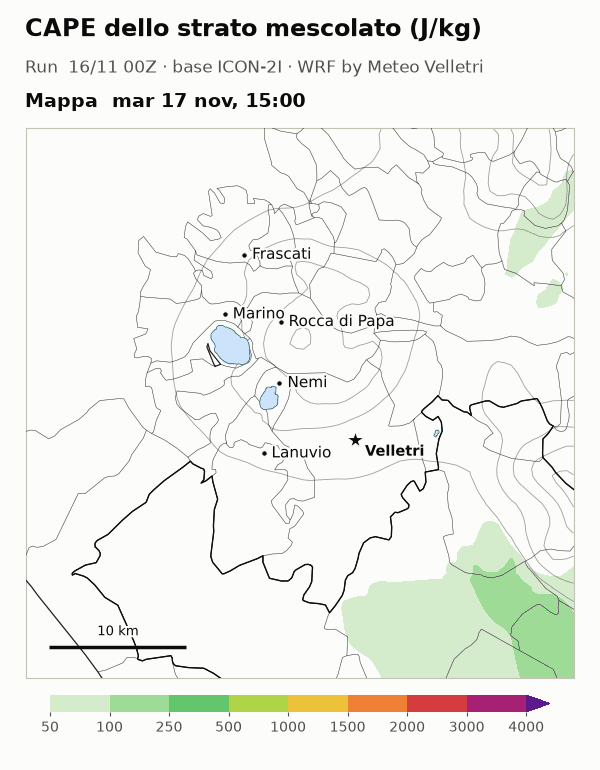 CAPE dello strato mescolato (J/kg)
Run  16/11 00Z · base ICON-2I · WRF by Meteo Velletri
Mappa  mar 17 nov, 15:00
Frascati
Marino
Rocca di Papa
Nemi
Velletri
Lanuvio
10 km
50 100 250 500 1000 1500 2000 3000 4000